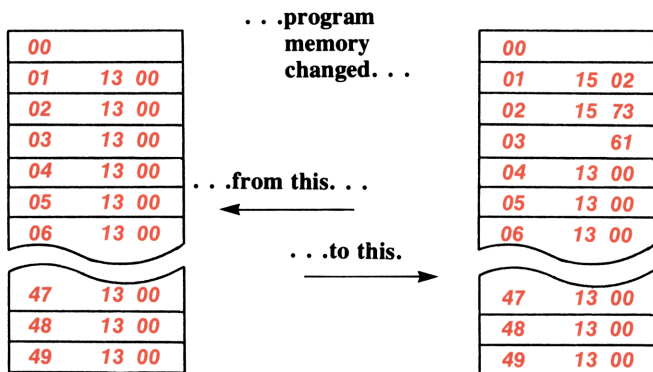 . . .program
memory
changed. . .
00
01 13 00
02 13 00
03 13 00
04 13 00
05 13 00
06 13 00
47 13 00
48 13 00
49 13 00
. . .from this. . .
. . .to this.
00
01 15 02
02 15 73
03 61
04 13 00
05 13 00
06 13 00
47 13 00
48 13 00
49 13 00